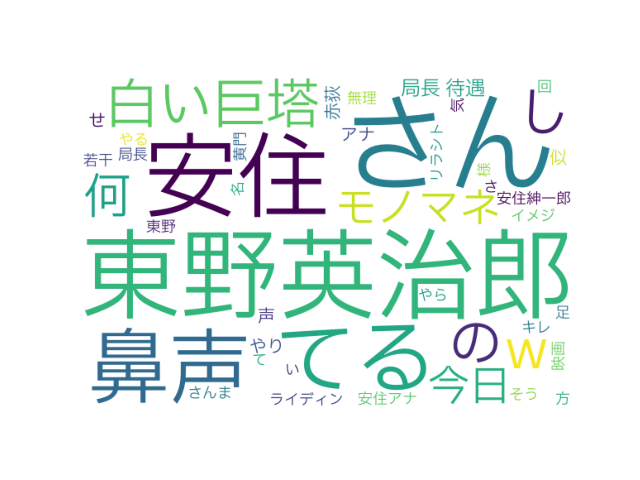 白い巨塔
赤荻
無理
局長 待遇
回
せ
やる
若干
局長
黄門
アナ
さん
リラシト
し
安住
様
似
何
名
モノマネ
さ
安住紳一郎
イメジ
東野
東野英治郎
やら
声
足
鼻声
やり
てる
の
w
キレ
映画
て
い
今日
さんま
ライディン
安住アナ
そう
方